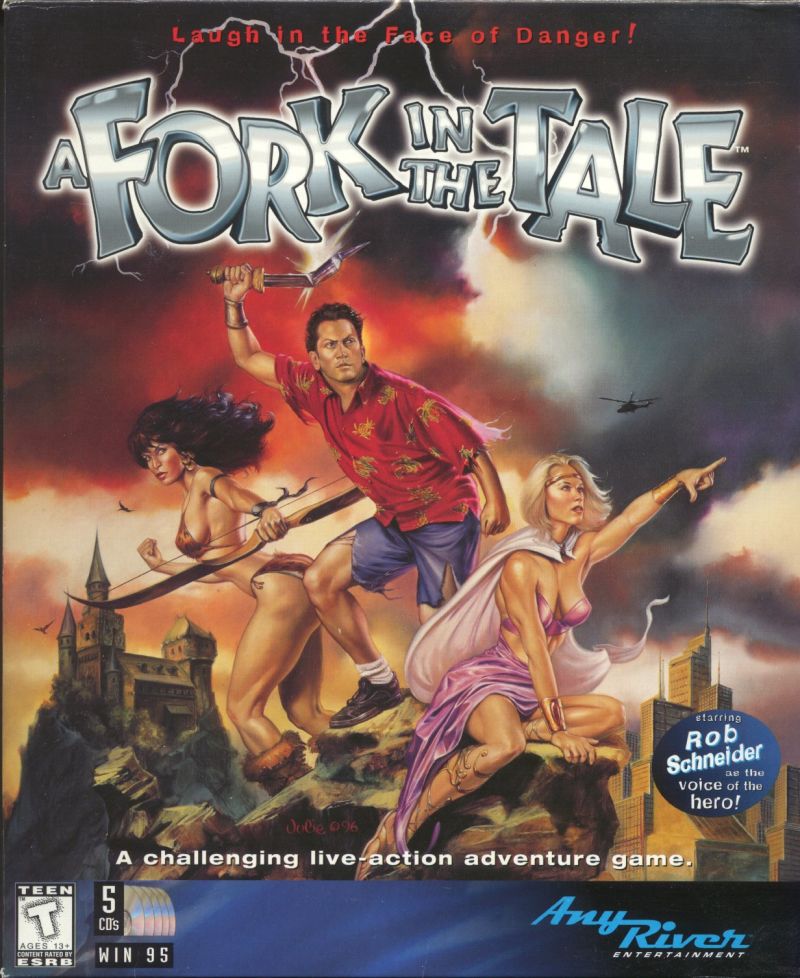 Laugh in the Face of Danger!
A FORK IN THE TALE™
starring
Rob
Schneider
as the
voice of the
hero!
Julie ©96
A challenging live-action adventure game.
TEEN
T
AGES 13+
CONTENT RATED BY
ESRB
5
CD's
WIN 95
Any River
ENTERTAINMENT